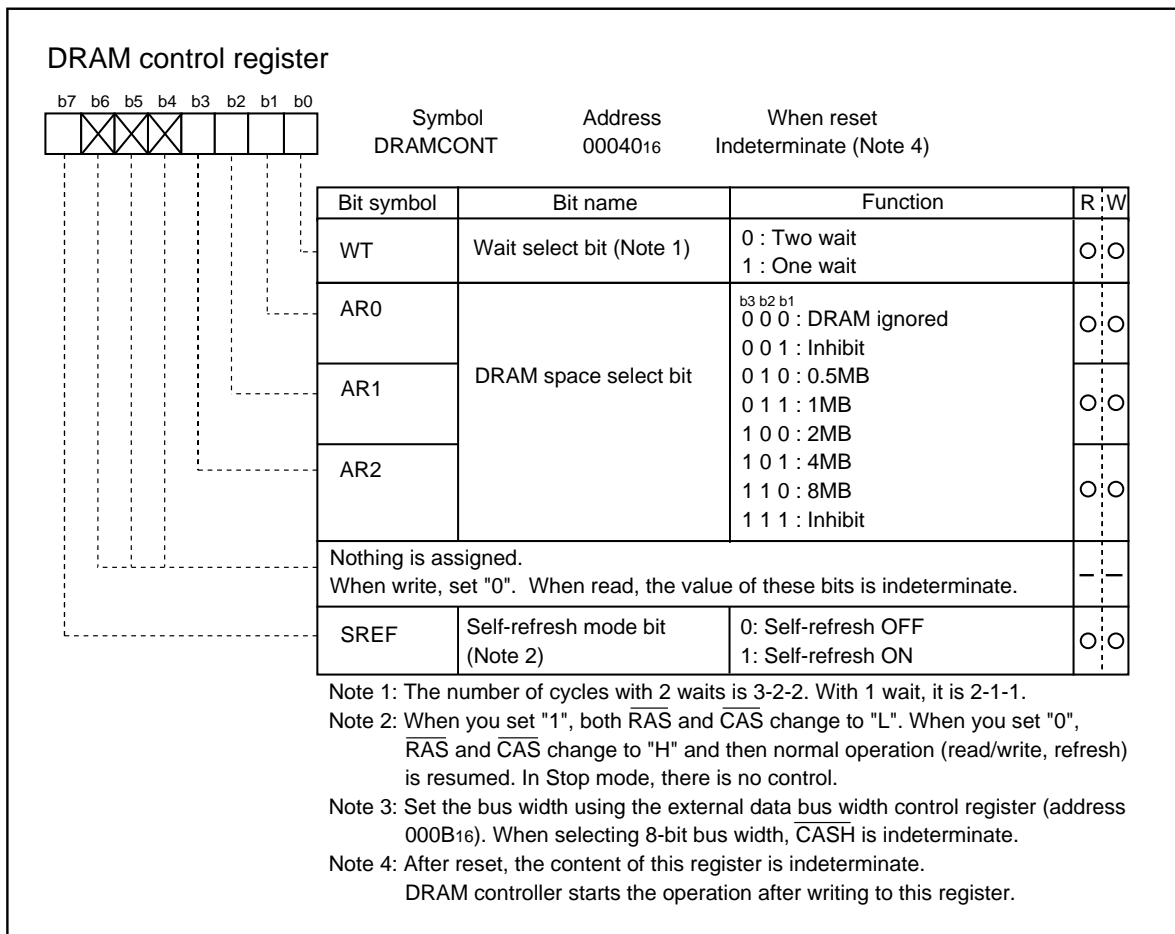 DRAM control register
b7 b6 b5 b4 b3 b2 b1 b0
Symbol Address When reset
DRAMCONT 0004016 Indeterminate (Note 4)
Bit symbol Bit name Function R W
WT Wait select bit (Note 1) 0 : Two wait
1 : One wait
AR0 DRAM space select bit b3 b2 b1
0 0 0 : DRAM ignored
0 0 1 : Inhibit
AR1 0 1 0 : 0.5MB
0 1 1 : 1MB
1 0 0 : 2MB
AR2 1 0 1 : 4MB
1 1 0 : 8MB
1 1 1 : Inhibit
Nothing is assigned.
When write, set "0". When read, the value of these bits is indeterminate.
SREF Self-refresh mode bit 0: Self-refresh OFF
(Note 2) 1: Self-refresh ON
Note 1: The number of cycles with 2 waits is 3-2-2. With 1 wait, it is 2-1-1.
Note 2: When you set "1", both RAS and CAS change to "L". When you set "0",
RAS and CAS change to "H" and then normal operation (read/write, refresh)
is resumed. In Stop mode, there is no control.
Note 3: Set the bus width using the external data bus width control register (address
000B16). When selecting 8-bit bus width, CASH is indeterminate.
Note 4: After reset, the content of this register is indeterminate.
DRAM controller starts the operation after writing to this register.